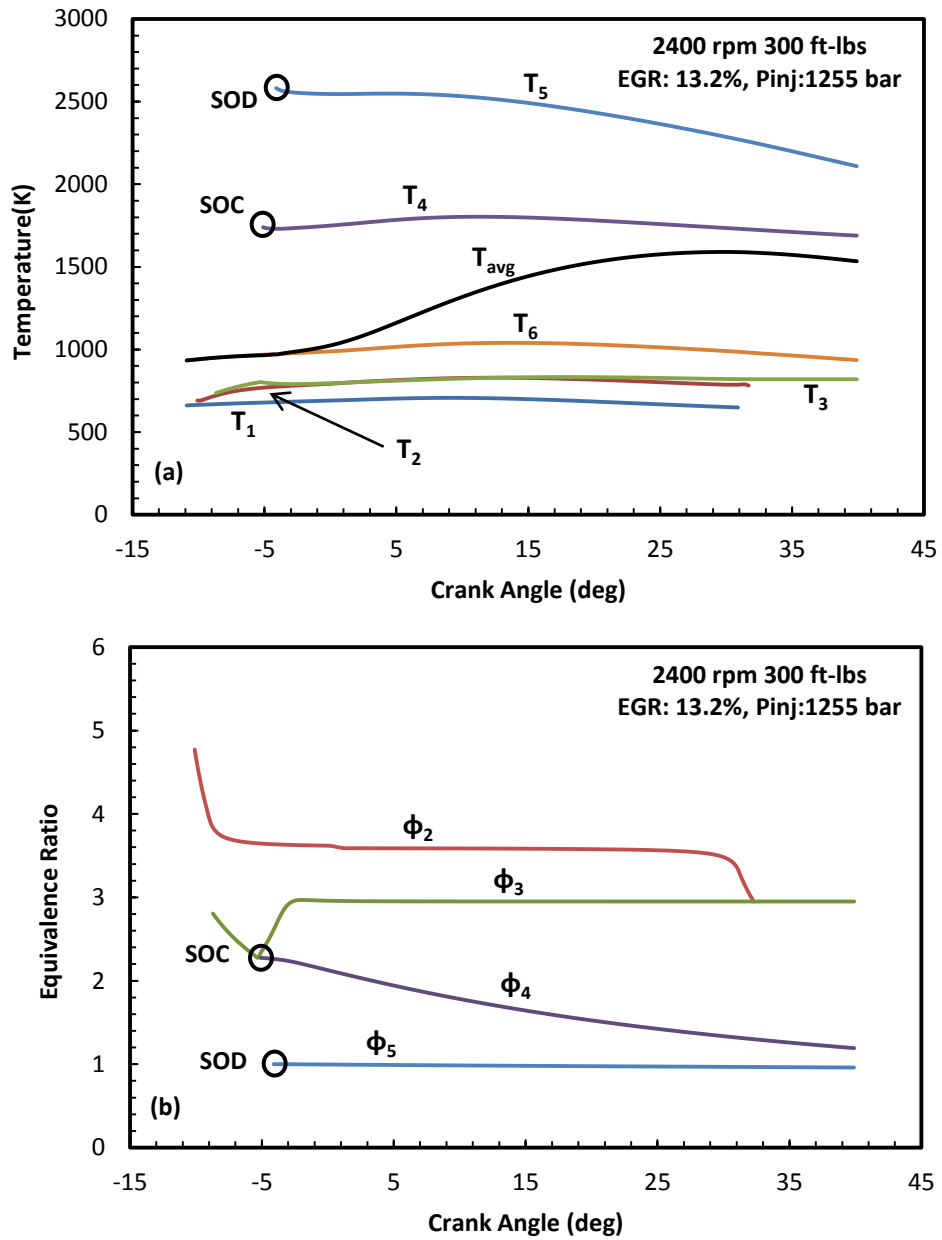 3000
2500
2000
1500
1000
500
0
Temperature(K)
2400 rpm 300 ft-lbs
EGR: 13.2%, Pinj:1255 bar
SOD
T₅
SOC
T₄
Tavg
T₆
T₁
T₂
T₃
(a)
-15 -5 5 15 25 35 45
Crank Angle (deg)
6
5
4
3
2
1
0
Equivalence Ratio
2400 rpm 300 ft-lbs
EGR: 13.2%, Pinj:1255 bar
ϕ₂
ϕ₃
SOC
ϕ₄
SOD
ϕ₅
(b)
-15 -5 5 15 25 35 45
Crank Angle (deg)